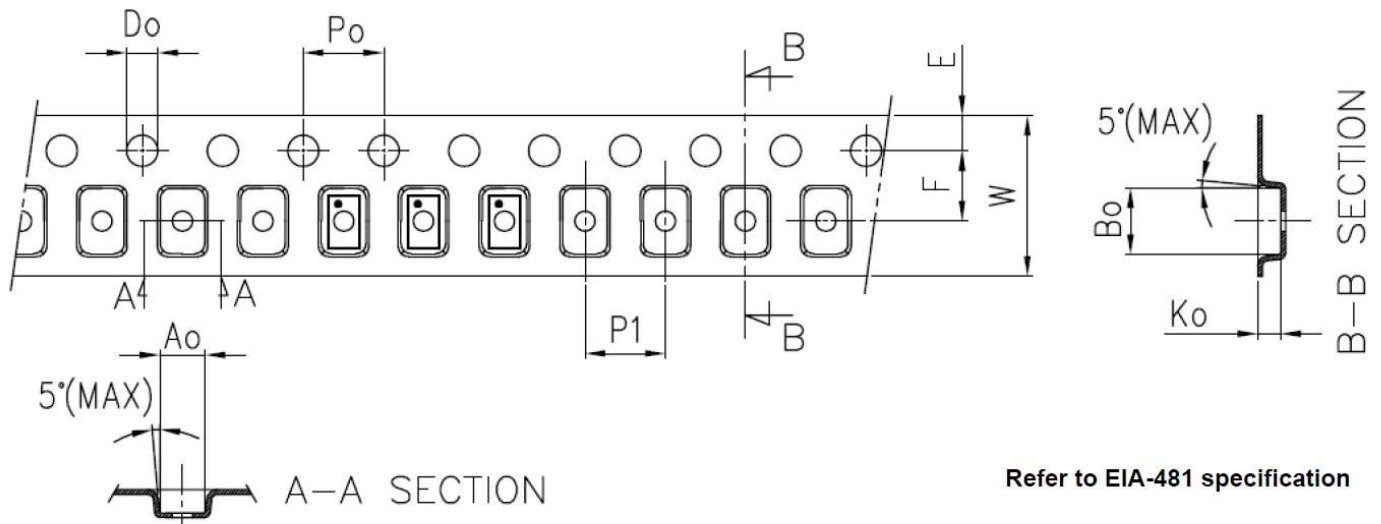 Do
Po
B
E
F
W
A
A
P1
B
Ao
5°(MAX)
A-A SECTION
5°(MAX)
Bo
Ko
B-B SECTION
Refer to EIA-481 specification